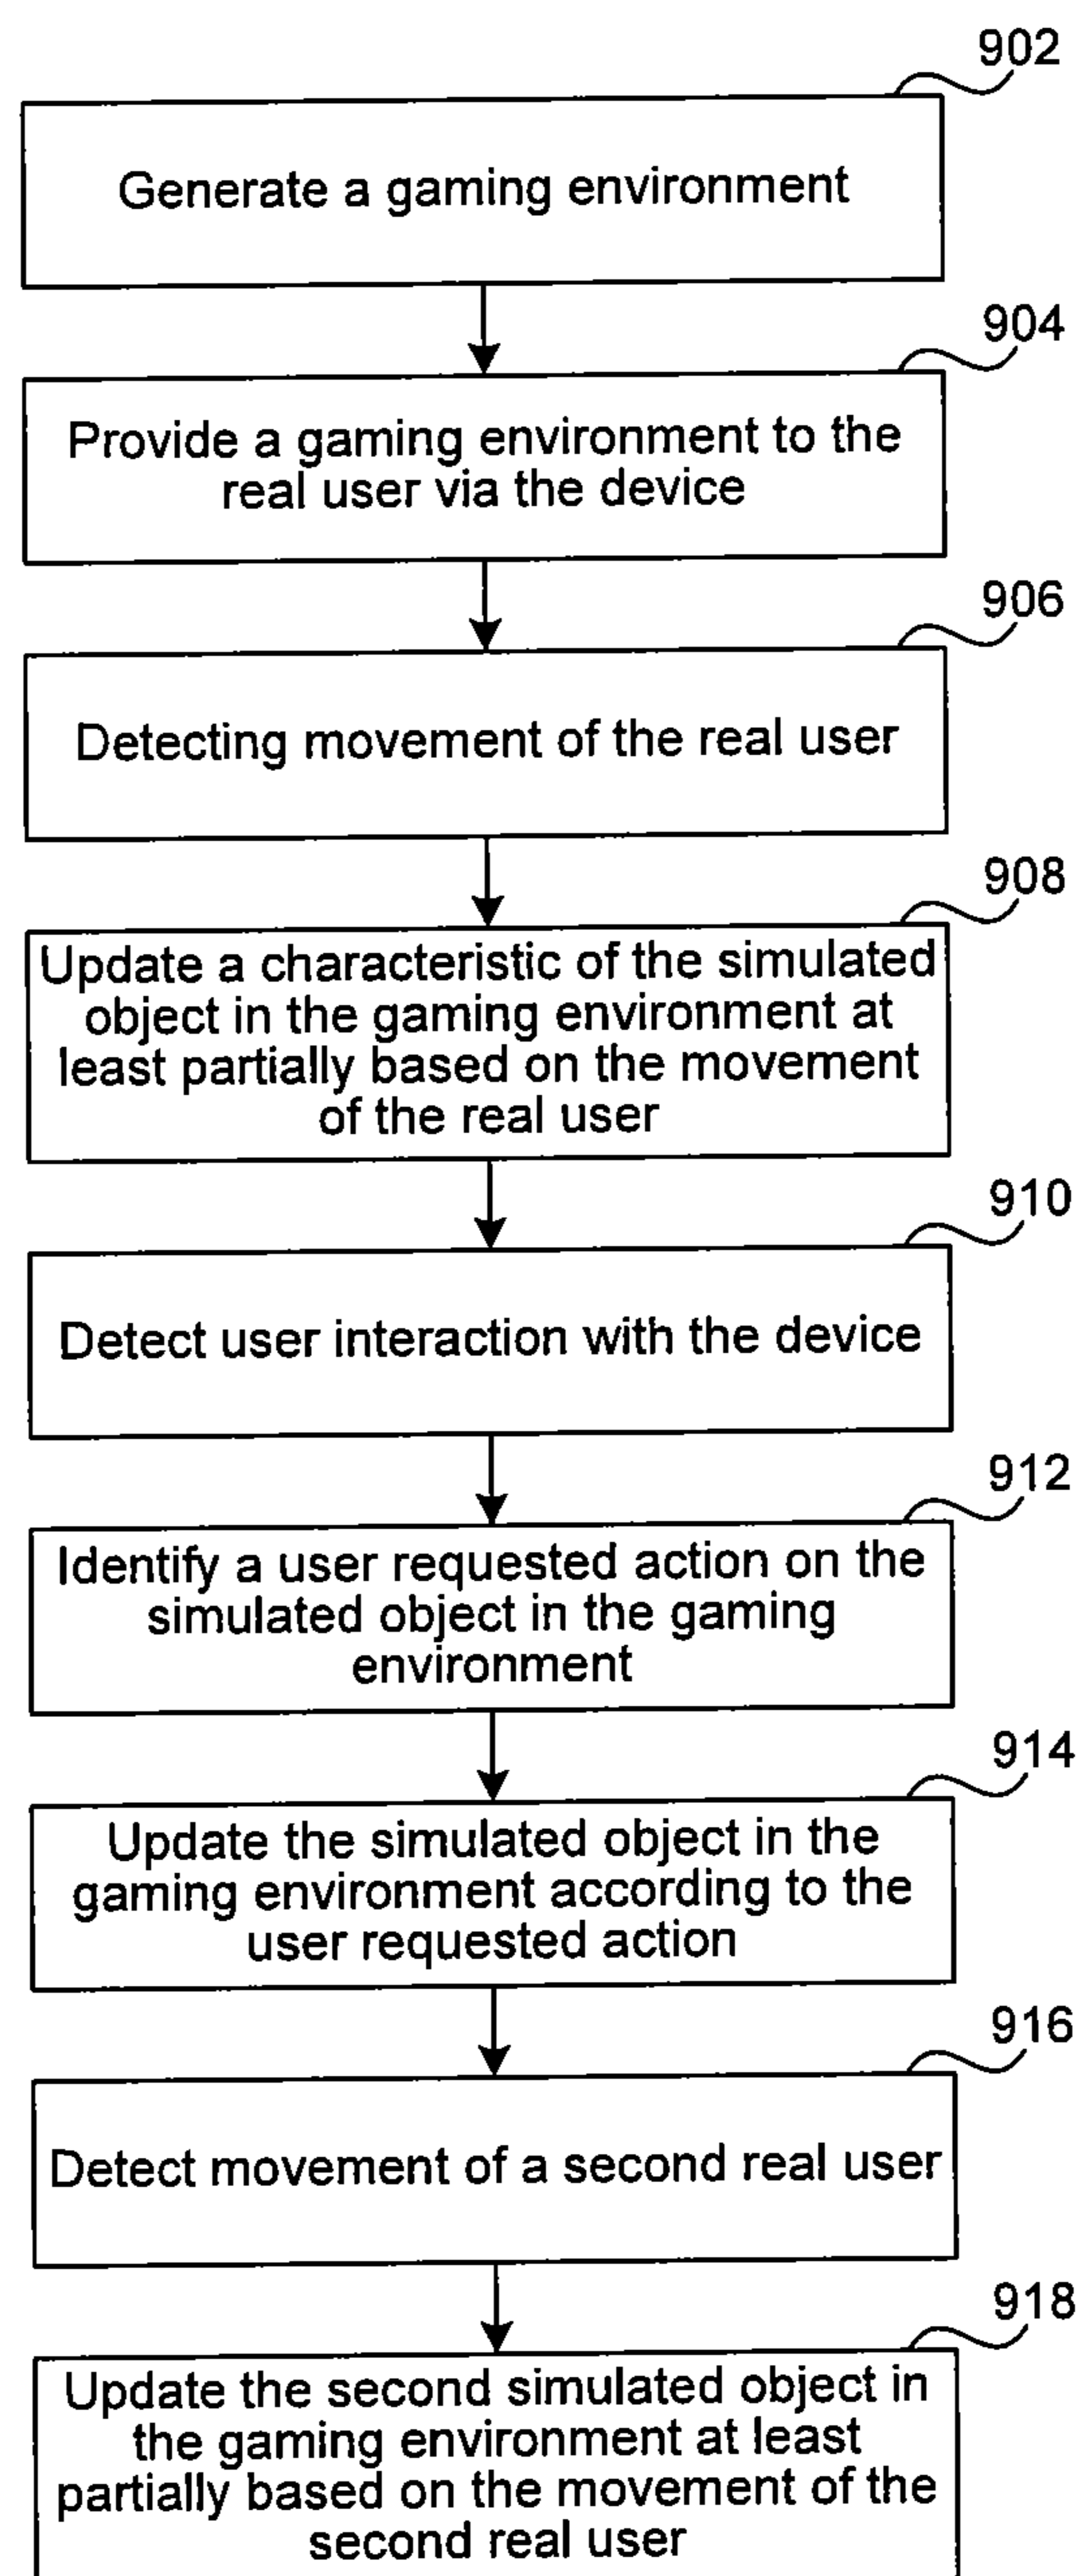 902
Generate a gaming environment
904
Provide a gaming environment to the
real user via the device
906
Detecting movement of the real user
908
Update a characteristic of the simulated
object in the gaming environment at
least partially based on the movement
of the real user
910
Detect user interaction with the device
912
Identify a user requested action on the
simulated object in the gaming
environment
914
Update the simulated object in the
gaming environment according to the
user requested action
916
Detect movement of a second real user
918
Update the second simulated object in
the gaming environment at least
partially based on the movement of the
second real user